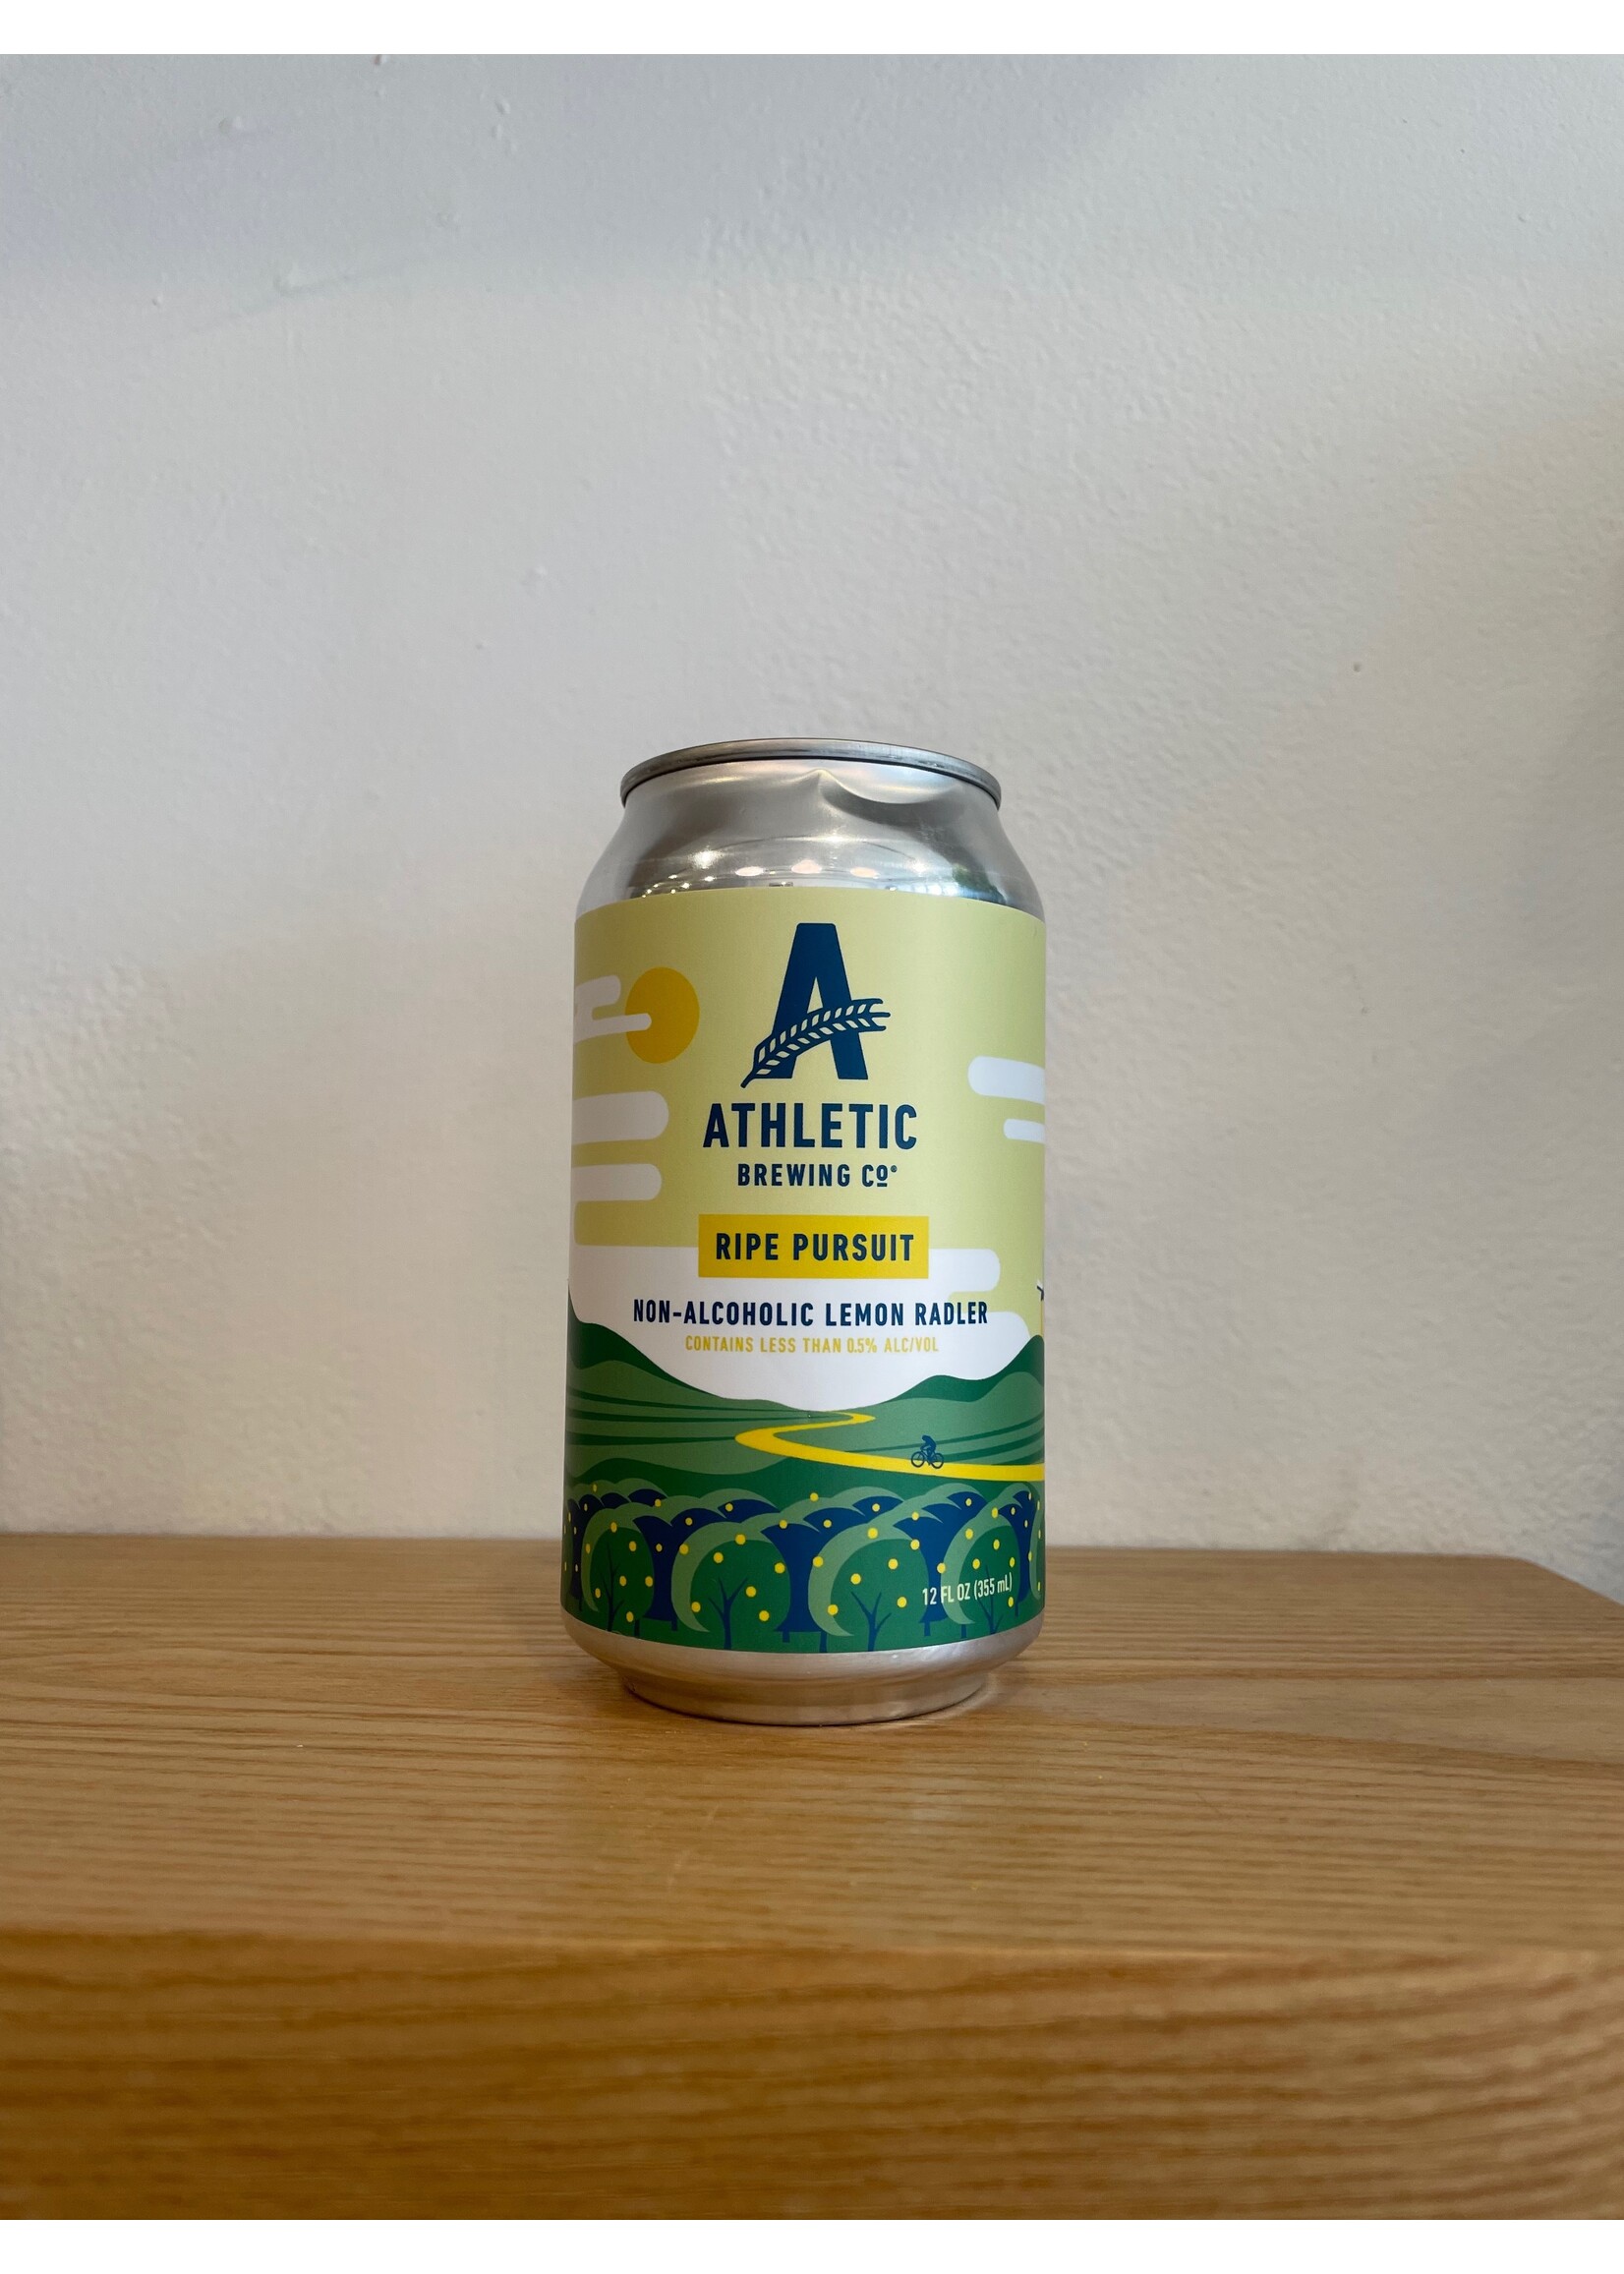 A
ATHLETIC
BREWING Cº®
RIPE PURSUIT
NON-ALCOHOLIC LEMON RADLER
CONTAINS LESS THAN 0.5% ALC/VOL
12 FL OZ (355 mL)